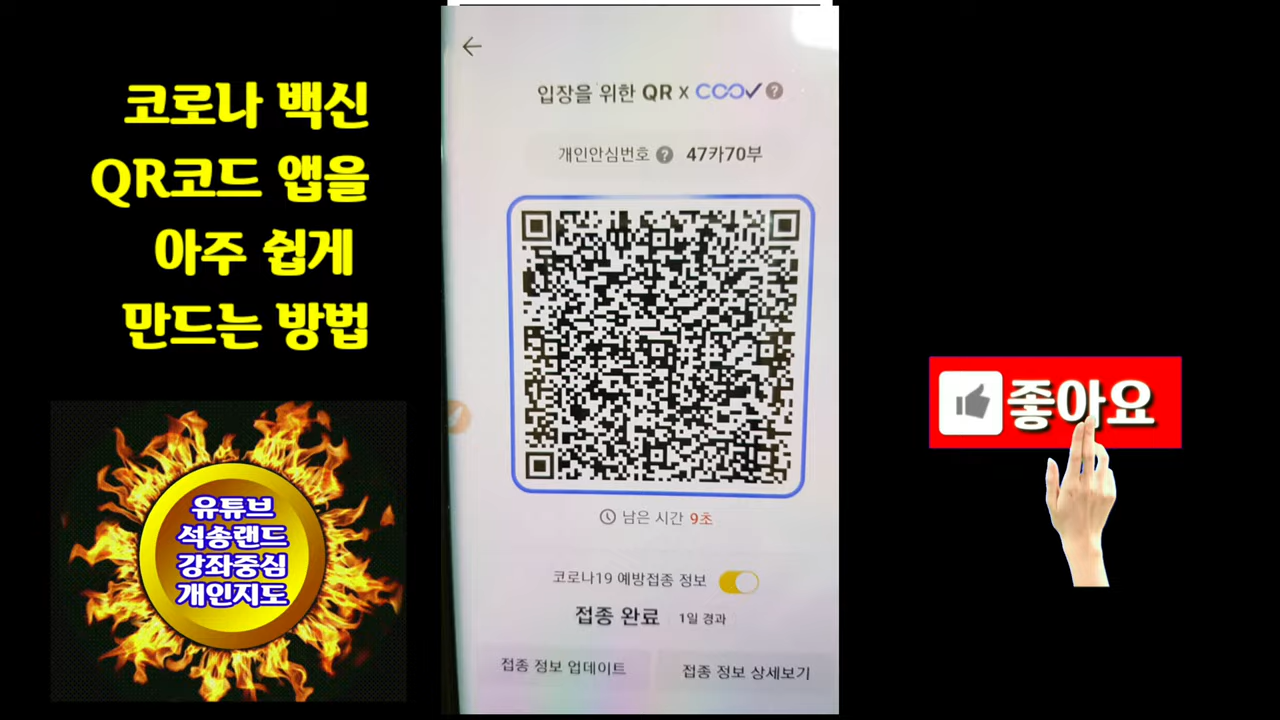 코로나 백신
QR코드 앱을
아주 쉽게
만드는 방법
유튜브
석송랜드
강좌중심
개인지도
입장을 위한 QR x COOV ?
개인안심번호 ? 47카70부
남은 시간 9초
코로나19 예방접종 정보
접종 완료 1일 경과
접종 정보 업데이트 접종 정보 상세보기
좋아요